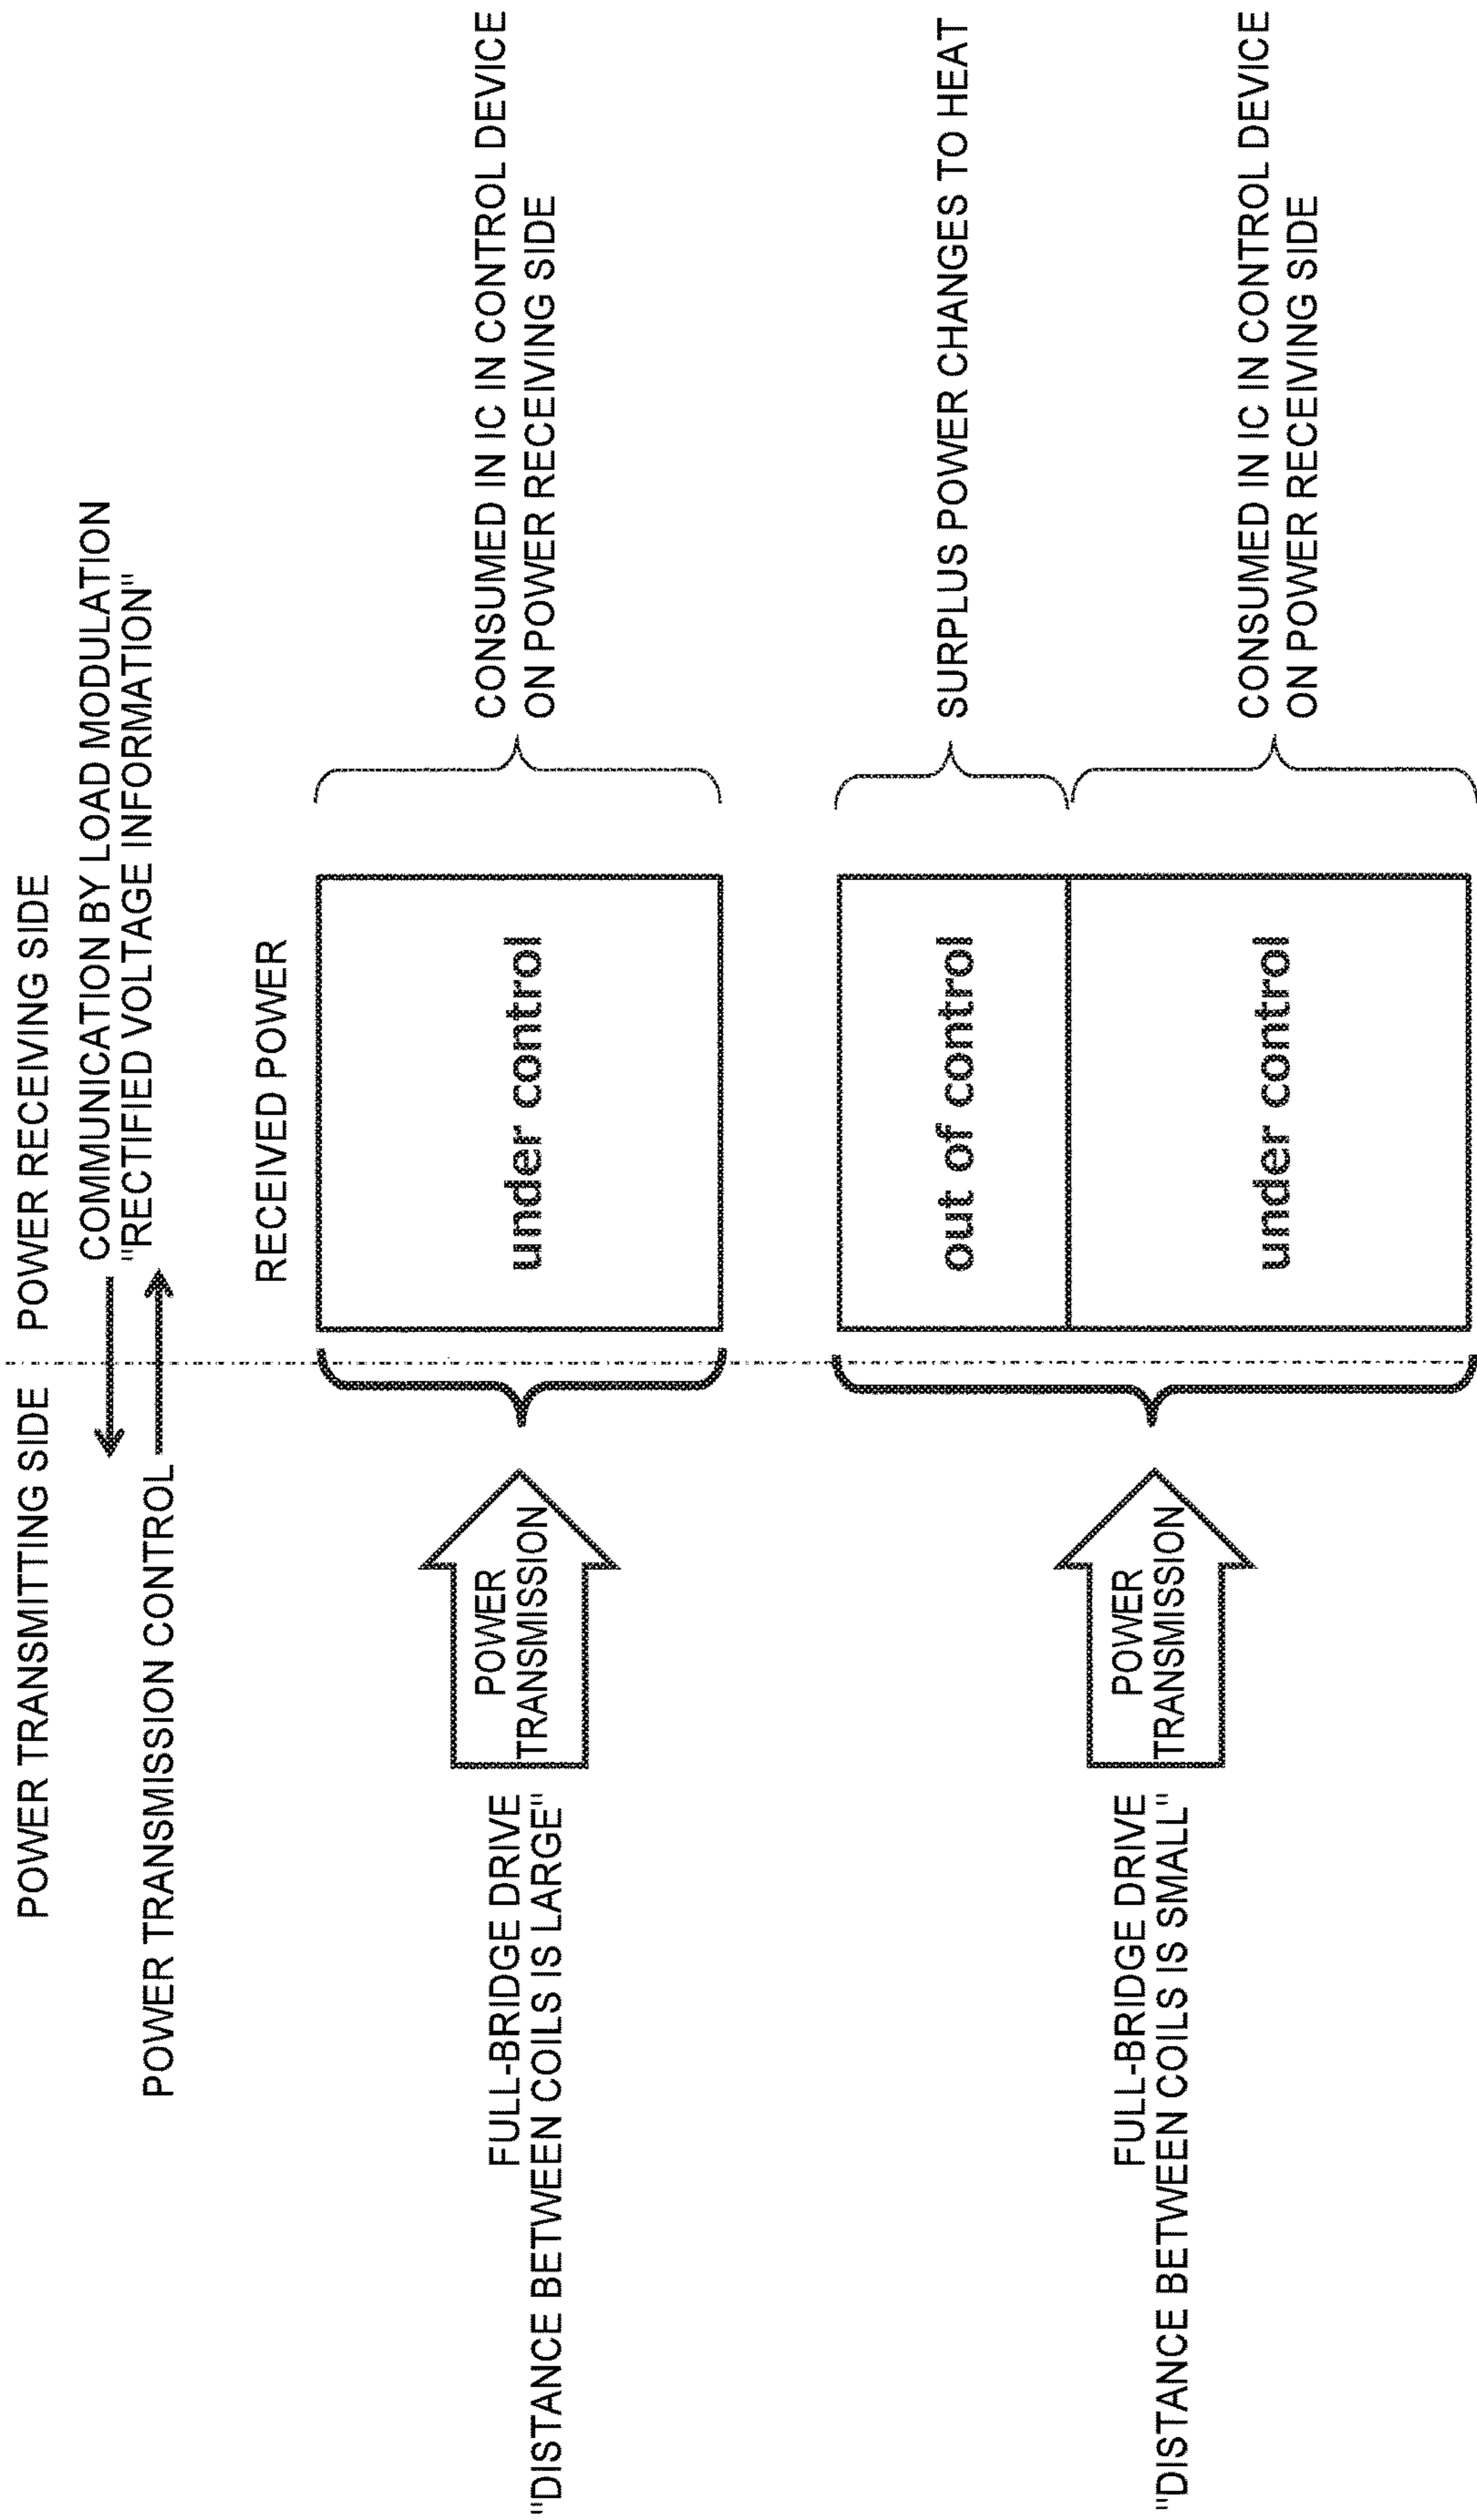 POWER TRANSMITTING SIDE
POWER RECEIVING SIDE
COMMUNICATION BY LOAD MODULATION
"RECTIFIED VOLTAGE INFORMATION"
POWER TRANSMISSION CONTROL
RECEIVED POWER
FULL-BRIDGE DRIVE
"DISTANCE BETWEEN COILS IS LARGE"
POWER
TRANSMISSION
under control
CONSUMED IN IC IN CONTROL DEVICE
ON POWER RECEIVING SIDE
FULL-BRIDGE DRIVE
"DISTANCE BETWEEN COILS IS SMALL"
POWER
TRANSMISSION
out of control
SURPLUS POWER CHANGES TO HEAT
under control
CONSUMED IN IC IN CONTROL DEVICE
ON POWER RECEIVING SIDE